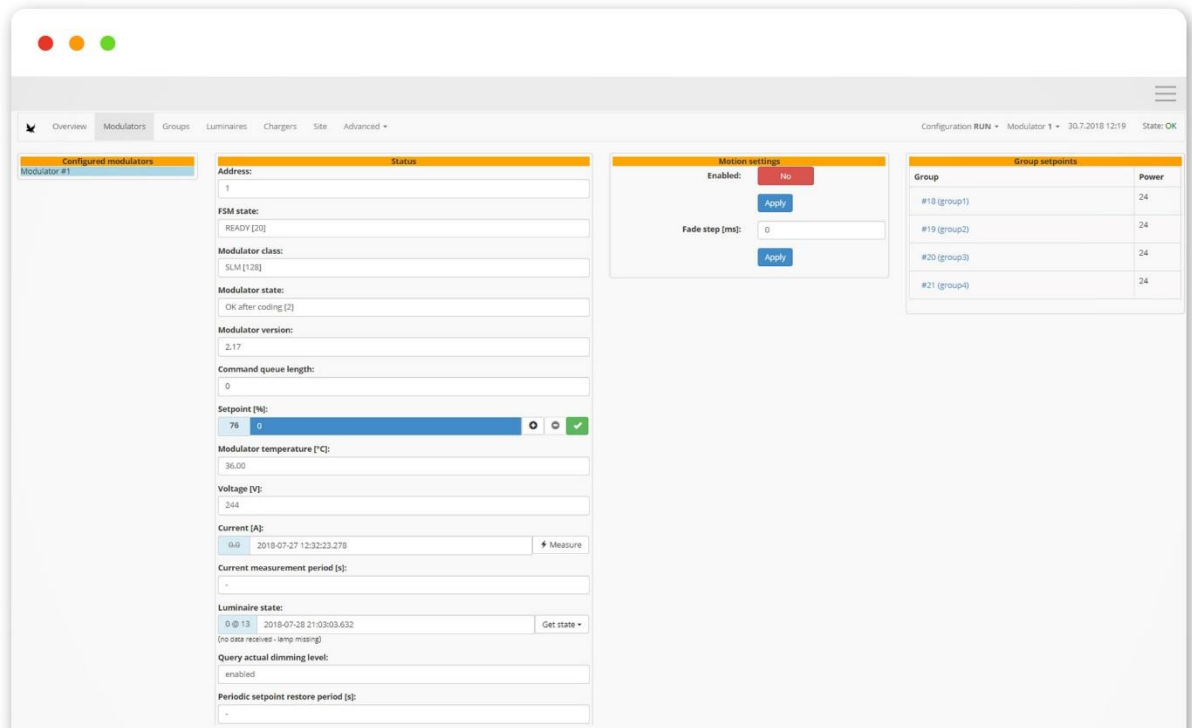 Overview Modulators Groups Luminaires Chargers Site Advanced
Configuration RUN Modulator 1 30.7.2018 12:19 State: OK
Configured modulators
Modulator #1
Status
Address:
1
FSM state:
READY [20]
Modulator class:
SLM [128]
Modulator state:
OK after coding [2]
Modulator version:
2.17
Command queue length:
0
Setpoint [%]:
76 0
Modulator temperature [°C]:
36.00
Voltage [V]:
244
Current [A]:
0.0 2018-07-27 12:32:23.278 Measure
Current measurement period [s]:
-
Luminaire state:
0 @ 13 2018-07-28 21:03:03.632 Get state
(no data received - lamp missing)
Query actual dimming level:
enabled
Periodic setpoint restore period [s]:
-
Motion settings
Enabled: No
Apply
Fade step [ms]: 0
Apply
Group setpoints
Group Power
#18 (group1) 24
#19 (group2) 24
#20 (group3) 24
#21 (group4) 24